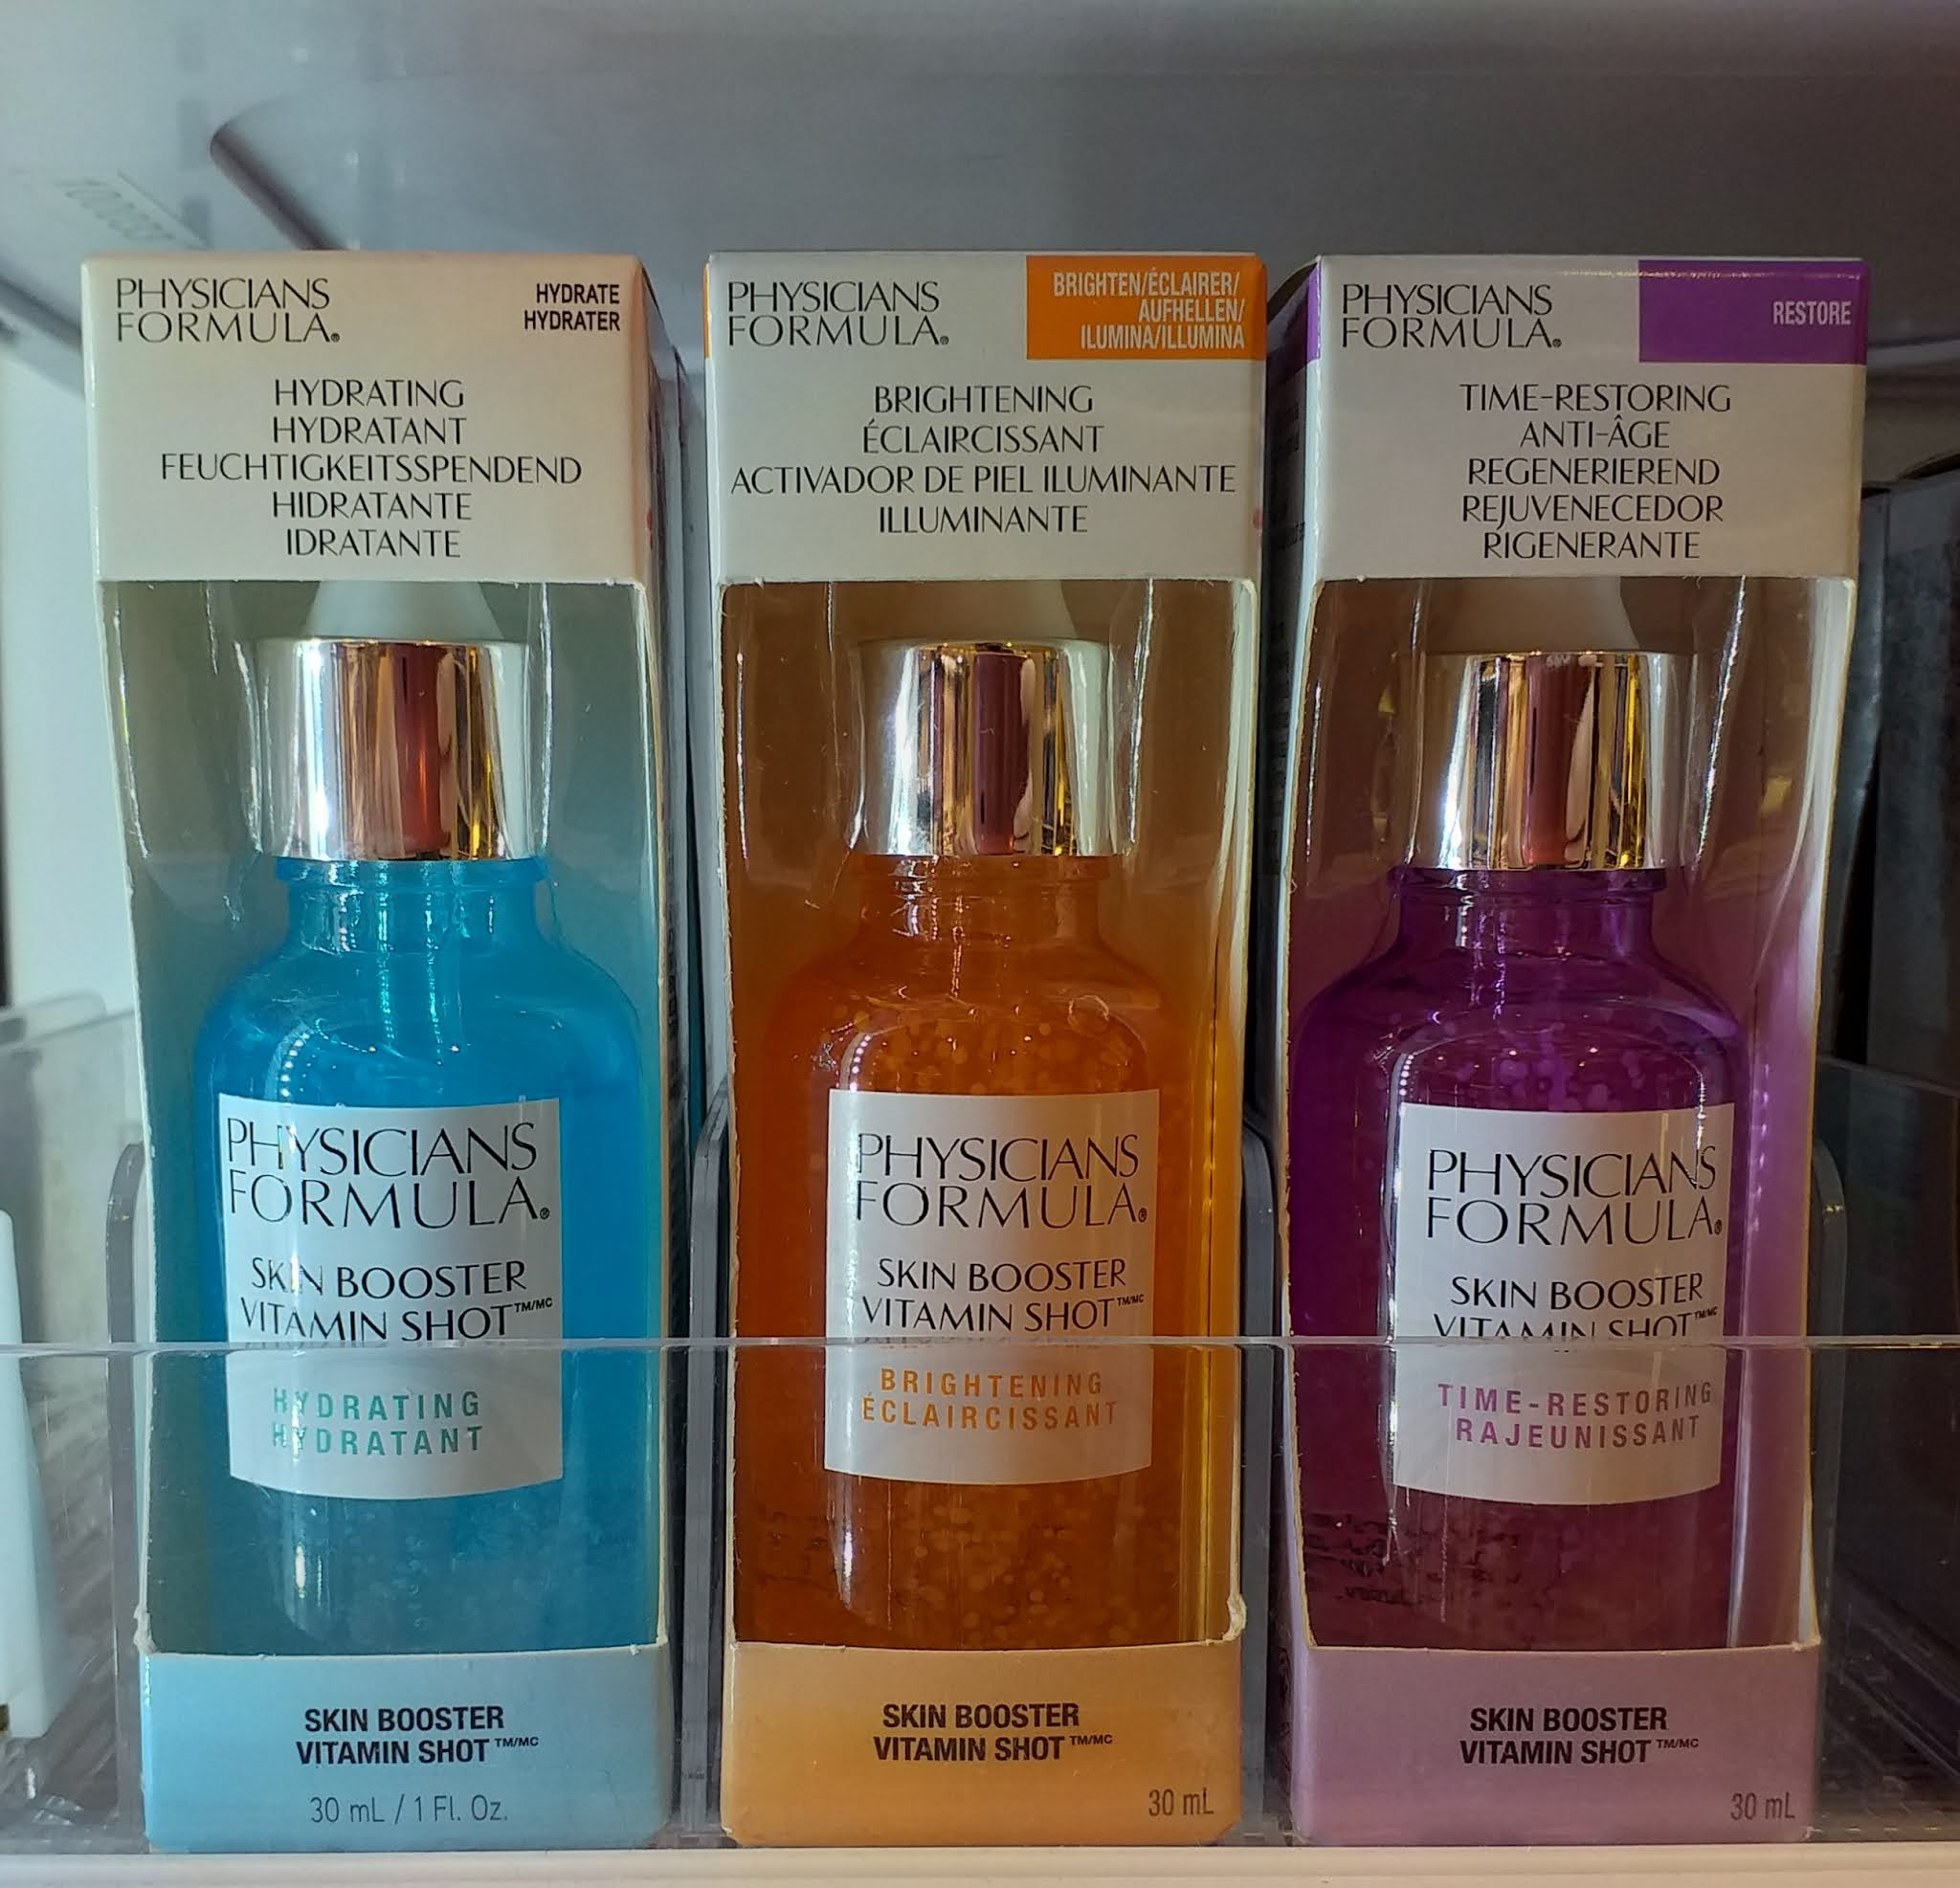 PHYSICIANS
FORMULA®
HYDRATE
HYDRATER
HYDRATING
HYDRATANT
FEUCHTIGKEITSSPENDEND
HIDRATANTE
IDRATANTE
PHYSICIANS
FORMULA®
SKIN BOOSTER
VITAMIN SHOT™/MC
HYDRATING
HYDRATANT
SKIN BOOSTER
VITAMIN SHOT™/MC
30 mL / 1 Fl. Oz.
PHYSICIANS
FORMULA®
BRIGHTEN/ÉCLAIRER/
AUFHELLEN/
ILUMINA/ILLUMINA
BRIGHTENING
ÉCLAIRCISSANT
ACTIVADOR DE PIEL ILUMINANTE
ILLUMINANTE
PHYSICIANS
FORMULA®
SKIN BOOSTER
VITAMIN SHOT™/MC
BRIGHTENING
ÉCLAIRCISSANT
SKIN BOOSTER
VITAMIN SHOT™/MC
30 mL
PHYSICIANS
FORMULA®
RESTORE
TIME-RESTORING
ANTI-ÂGE
REGENERIEREND
REJUVENECEDOR
RIGENERANTE
PHYSICIANS
FORMULA®
SKIN BOOSTER
VITAMIN SHOT™/MC
TIME-RESTORING
RAJEUNISSANT
SKIN BOOSTER
VITAMIN SHOT™/MC
30 mL